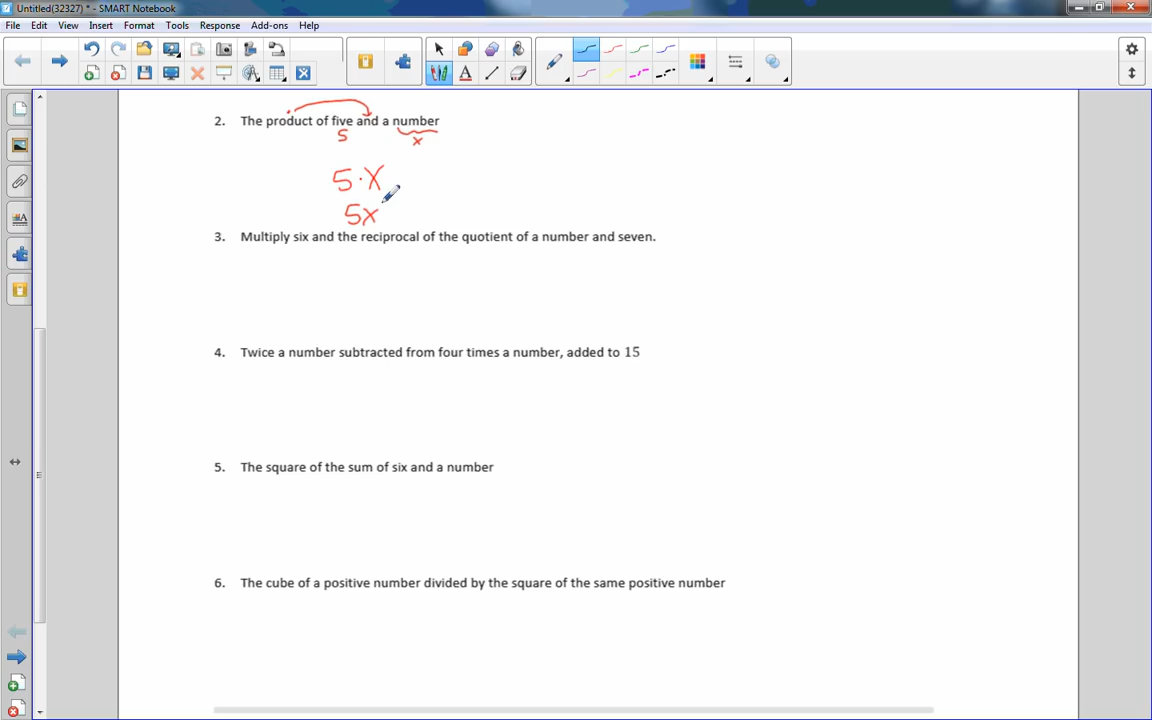 Untitled(32327) * - SMART Notebook
File Edit View Insert Format Tools Response Add-ons Help
2. The product of five and a number
5 x
5·X
5x
3. Multiply six and the reciprocal of the quotient of a number and seven.
4. Twice a number subtracted from four times a number, added to 15
5. The square of the sum of six and a number
6. The cube of a positive number divided by the square of the same positive number